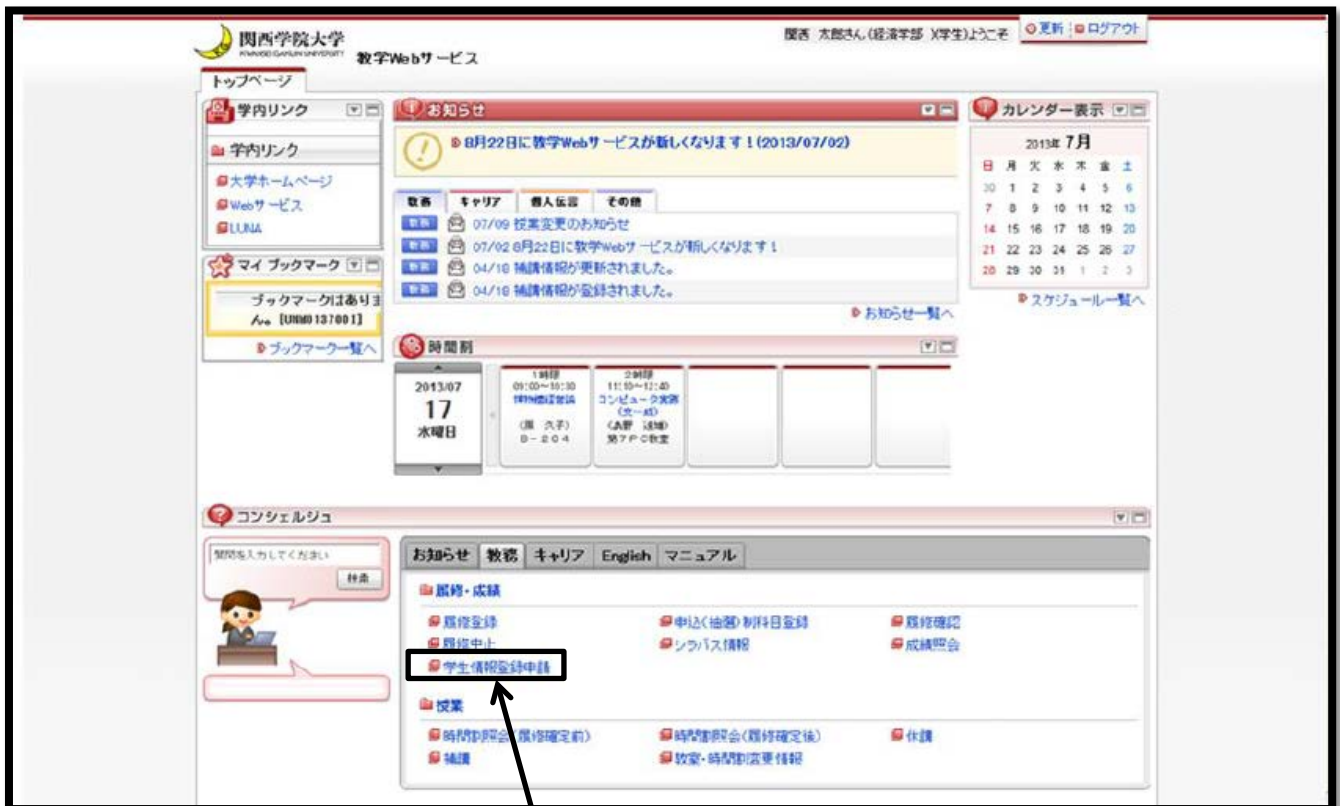 関西学院大学
KWANSEI GAKUIN UNIVERSITY
教学Webサービス
関西 太郎さん(経済学部 X学生)ようこそ
更新
ログアウト
トップページ
学内リンク
学内リンク
大学ホームページ
Webサービス
LUNA
マイ ブックマーク
ブックマークはありま
せん [UNM0137001]
ブックマーク一覧へ
お知らせ
8月22日に教学Webサービスが新しくなります!(2013/07/02)
教務 キャリア 個人伝言 その他
教務 07/09 授業変更のお知らせ
教務 07/02 8月22日に教学Webサービスが新しくなります!
教務 04/18 補講情報が更新されました。
教務 04/18 補講情報が登録されました。
お知らせ一覧へ
カレンダー表示
2013年 7月
日 月 火 水 木 金 土
30 1 2 3 4 5 6
7 8 9 10 11 12 13
14 15 16 17 18 19 20
21 22 23 24 25 26 27
28 29 30 31 1 2 3
スケジュール一覧へ
時間割
2013/07
17
水曜日
1時限
09:00~10:30
B-204
2時限
11:10~12:40
コンピュータ実習
第7PC教室
コンシェルジュ
質問を入力してください
検索
お知らせ 教務 キャリア English マニュアル
履修・成績
履修登録 申込(抽選)制科目登録 履修確認
履修中止 シラバス情報 成績照会
学生情報登録申請
授業
時間割照会(履修確定前) 時間割照会(履修確定後) 休講
補講 教室・時間割変更情報